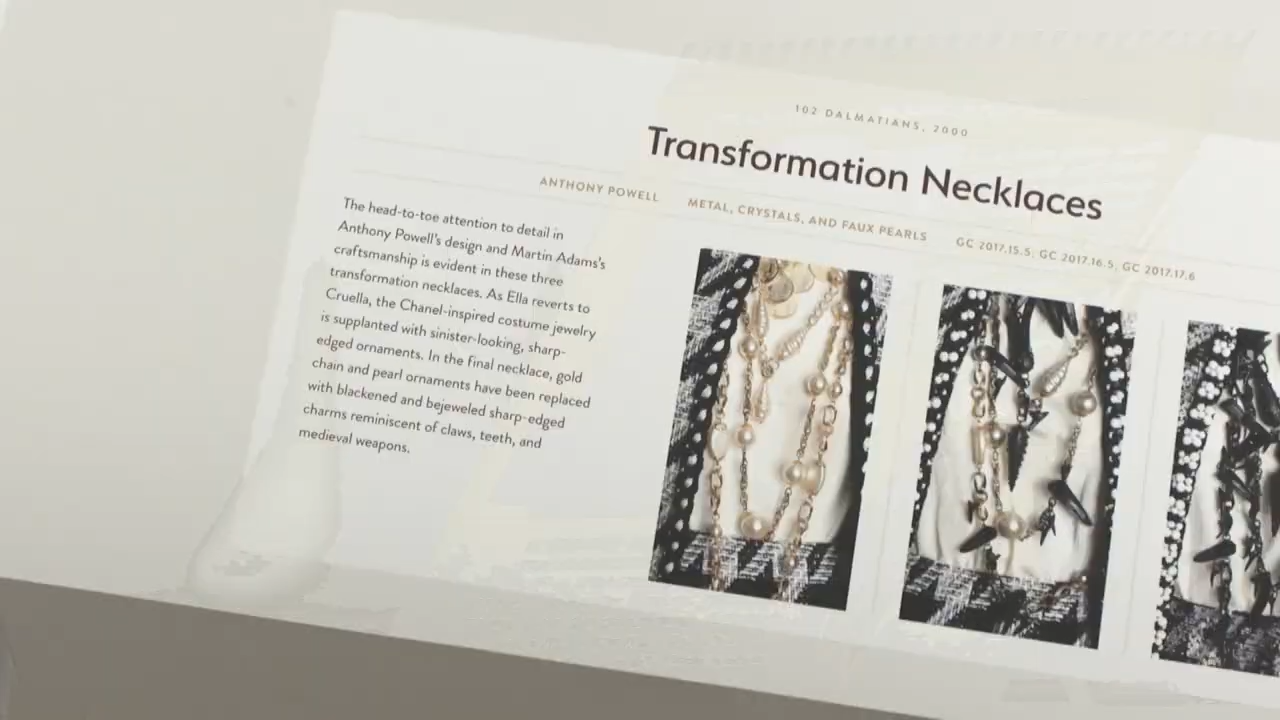 102 DALMATIANS, 2000
Transformation Necklaces
ANTHONY POWELL METAL, CRYSTALS, AND FAUX PEARLS GC 2017.15.5; GC 2017.16.5; GC 2017.17.6
The head-to-toe attention to detail in
Anthony Powell's design and Martin Adams's
craftsmanship is evident in these three
transformation necklaces. As Ella reverts to
Cruella, the Chanel-inspired costume jewelry
is supplanted with sinister-looking, sharp-
edged ornaments. In the final necklace, gold
chain and pearl ornaments have been replaced
with blackened and bejeweled sharp-edged
charms reminiscent of claws, teeth, and
medieval weapons.